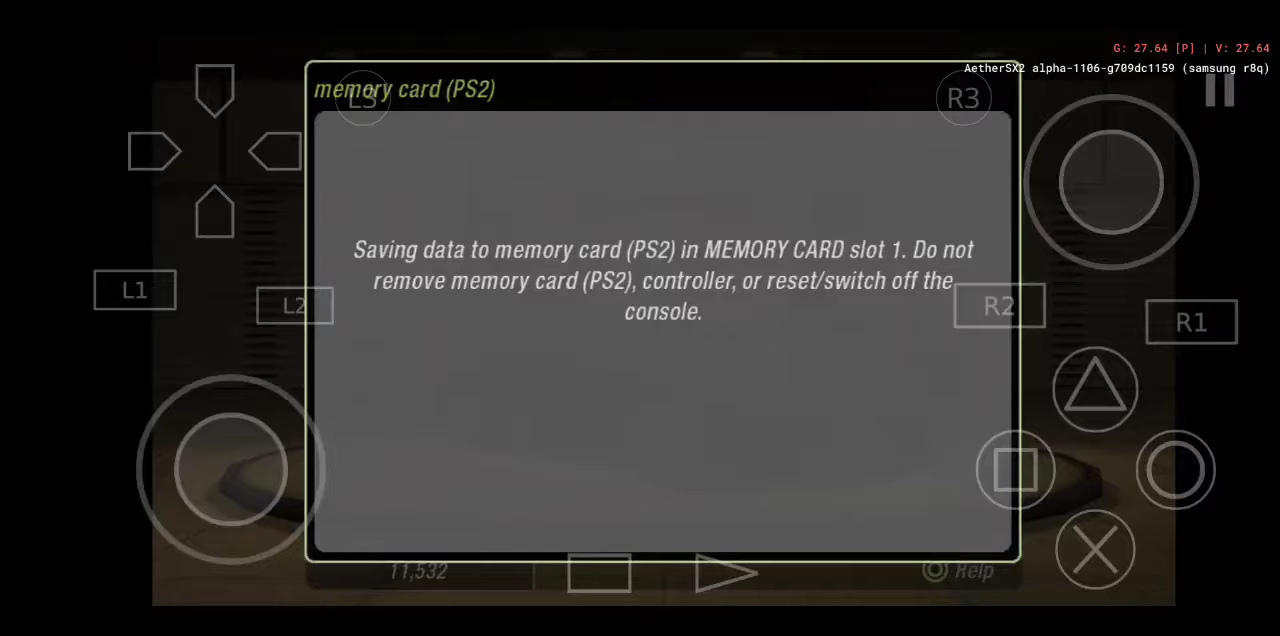 G: 27.64 [P] | V: 27.64
AetherSX2 alpha-1106-g709dc1159 (samsung r8q)
memory card (PS2)
L3
R3
Saving data to memory card (PS2) in MEMORY CARD slot 1. Do not
remove memory card (PS2), controller, or reset/switch off the
console.
L1
L2
R2
R1
11,532
Help